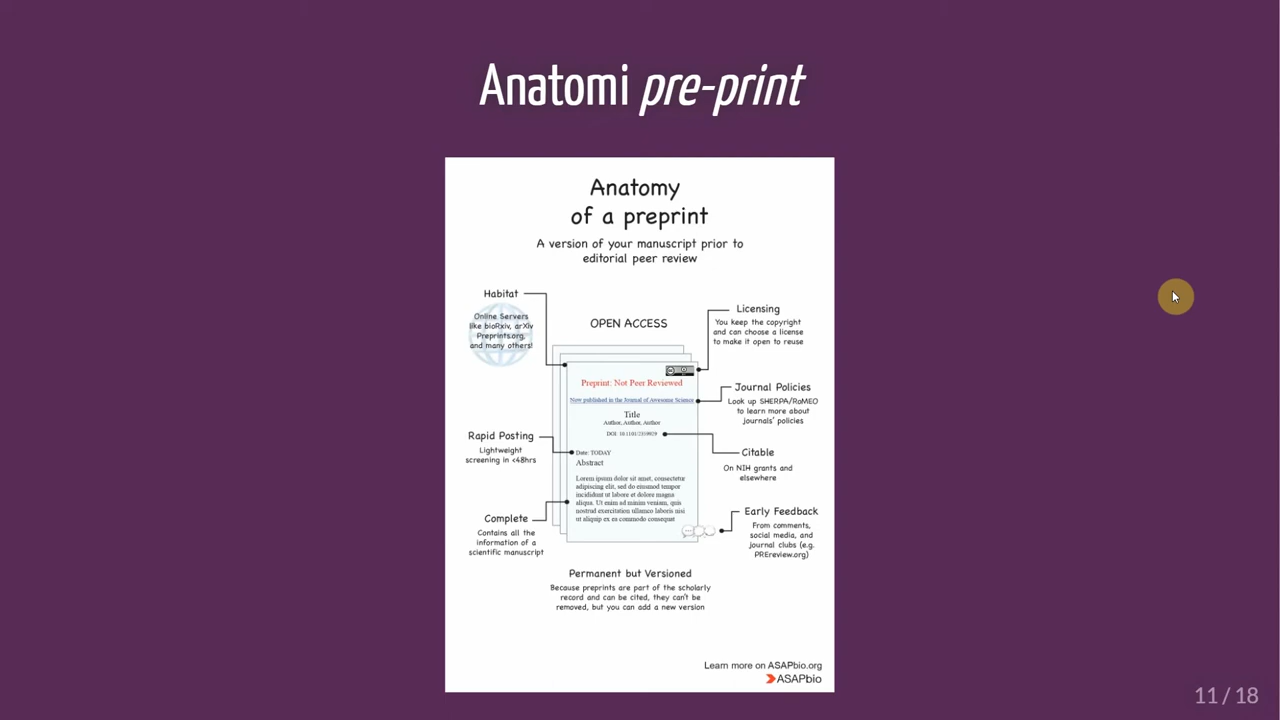 Anatomi pre-print
Anatomy
of a preprint
A version of your manuscript prior to
editorial peer review
Habitat
Online Servers
like bioRxiv, arXiv
Preprints.org,
and many others!
OPEN ACCESS
Licensing
You keep the copyright
and can choose a license
to make it open to reuse
Preprint: Not Peer Reviewed
Now published in the Journal of Awesome Science
Title
Author, Author, Author
DOI: 10.1101/2359929
Journal Policies
Look up SHERPA/RoMEO
to learn more about
journals' policies
Rapid Posting
Lightweight
screening in <48hrs
Date: TODAY
Abstract
Citable
On NIH grants and
elsewhere
Lorem ipsum dolor sit amet, consectetur
adipiscing elit, sed do eiusmod tempor
incididunt ut labore et dolore magna
aliqua. Ut enim ad minim veniam, quis
nostrud exercitation ullamco laboris nisi
ut aliquip ex ea commodo consequat
Complete
Contains all the
information of a
scientific manuscript
Early Feedback
From comments,
social media, and
journal clubs (e.g.
PREreview.org)
Permanent but Versioned
Because preprints are part of the scholarly
record and can be cited, they can't be
removed, but you can add a new version
Learn more on ASAPbio.org
ASAPbio
11 / 18